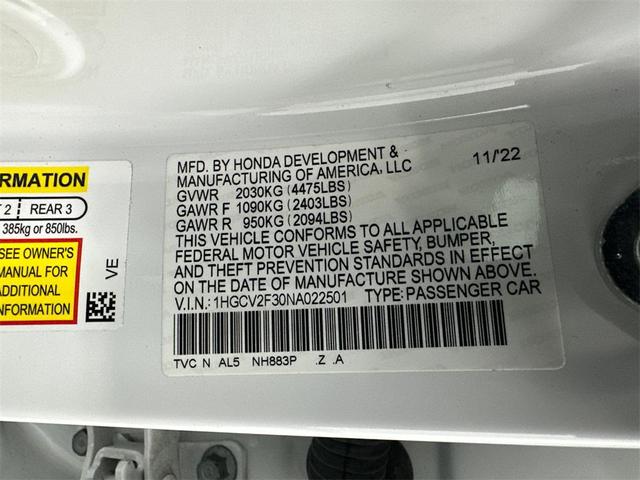 RMATION
T 2 | REAR 3
385kg or 850lbs.
SEE OWNER'S
MANUAL FOR
ADDITIONAL
INFORMATION
VE
MFD. BY HONDA DEVELOPMENT & 11/'22
MANUFACTURING OF AMERICA, LLC
GVWR 2030KG (4475LBS)
GAWR F 1090KG (2403LBS)
GAWR R 950KG (2094LBS)
THIS VEHICLE CONFORMS TO ALL APPLICABLE
FEDERAL MOTOR VEHICLE SAFETY, BUMPER,
AND THEFT PREVENTION STANDARDS IN EFFECT
ON THE DATE OF MANUFACTURE SHOWN ABOVE.
V.I.N.: 1HGCV2F30NA022501 TYPE: PASSENGER CAR
TVC N AL5 NH883P .Z .A